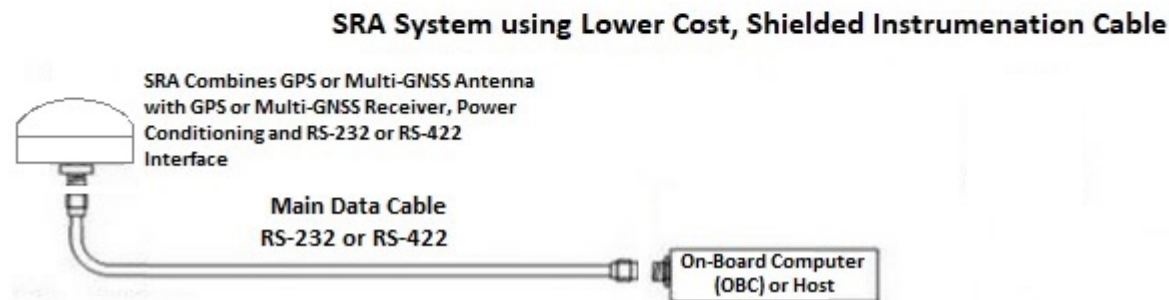 SRA System using Lower Cost, Shielded Instrumenation Cable
SRA Combines GPS or Multi-GNSS Antenna
with GPS or Multi-GNSS Receiver, Power
Conditioning and RS-232 or RS-422
Interface
Main Data Cable
RS-232 or RS-422
On-Board Computer
(OBC) or Host